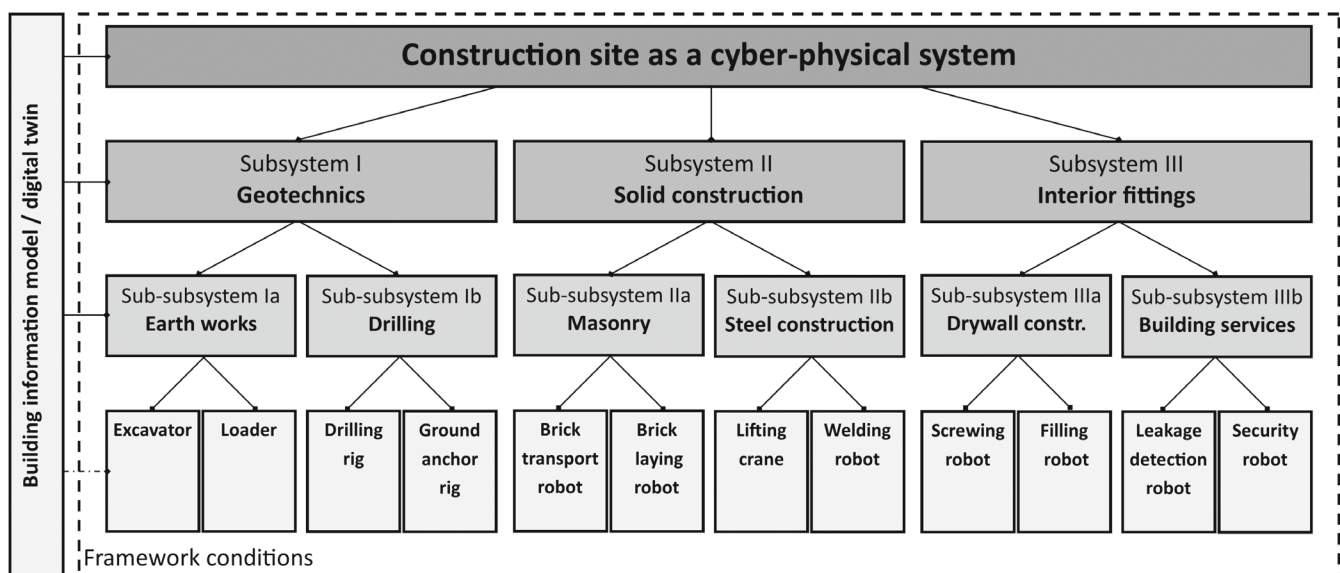 Building information model / digital twin
Construction site as a cyber-physical system
Subsystem I
Geotechnics
Subsystem II
Solid construction
Subsystem III
Interior fittings
Sub-subsystem Ia
Earth works
Sub-subsystem Ib
Drilling
Sub-subsystem IIa
Masonry
Sub-subsystem IIb
Steel construction
Sub-subsystem IIIa
Drywall constr.
Sub-subsystem IIIb
Building services
Excavator
Loader
Drilling
rig
Ground
anchor
rig
Brick
transport
robot
Brick
laying
robot
Lifting
crane
Welding
robot
Screwing
robot
Filling
robot
Leakage
detection
robot
Security
robot
Framework conditions